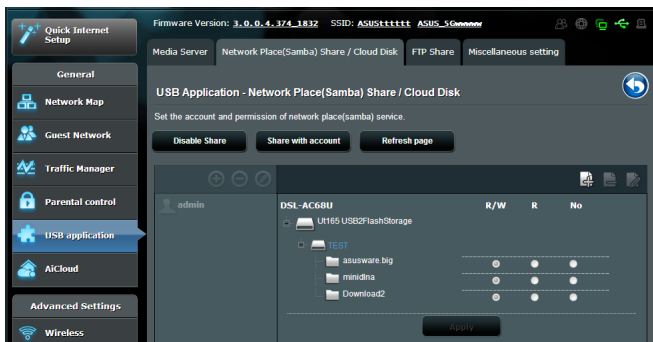 Quick Internet
Setup
Firmware Version: 3.0.0.4.374_1832 SSID: ASUSttttt
General
Network Map
Guest Network
Traffic Manager
Parental control
USB application
AiCloud
Advanced Settings
Wireless
Media Server
Network Place(Samba) Share / Cloud Disk
FTP Share
Miscellaneous setting
USB Application - Network Place(Samba) Share / Cloud Disk
Set the account and permission of network place(samba) service.
Disable Share
Share with account
Refresh page
admin
DSL-AC68U R/W R No
USB2FlashStorage
TEST
asusware.big
minidlna
Download2
Apply